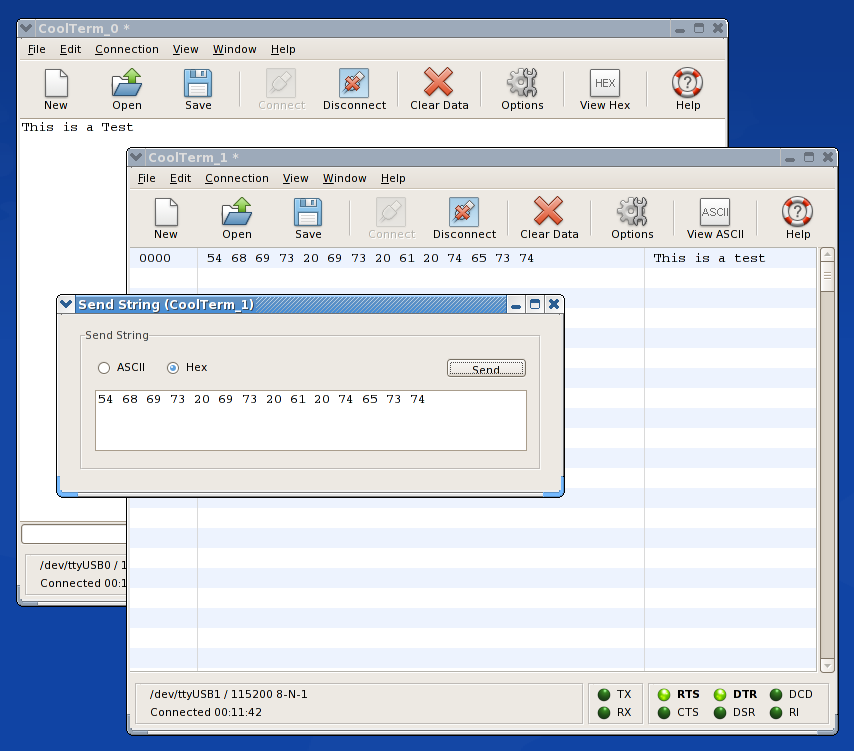 CoolTerm_0 *
File Edit Connection View Window Help
New Open Save Connect Disconnect Clear Data Options HEX View Hex Help
This is a Test
/dev/ttyUSB0 / 1
Connected 00:1
CoolTerm_1 *
File Edit Connection View Window Help
New Open Save Connect Disconnect Clear Data Options ASCII View ASCII Help
0000 54 68 69 73 20 69 73 20 61 20 74 65 73 74 This is a test
Send String (CoolTerm_1)
Send String
ASCII Hex Send
54 68 69 73 20 69 73 20 61 20 74 65 73 74
/dev/ttyUSB1 / 115200 8-N-1
Connected 00:11:42
TX RTS DTR DCD
RX CTS DSR RI